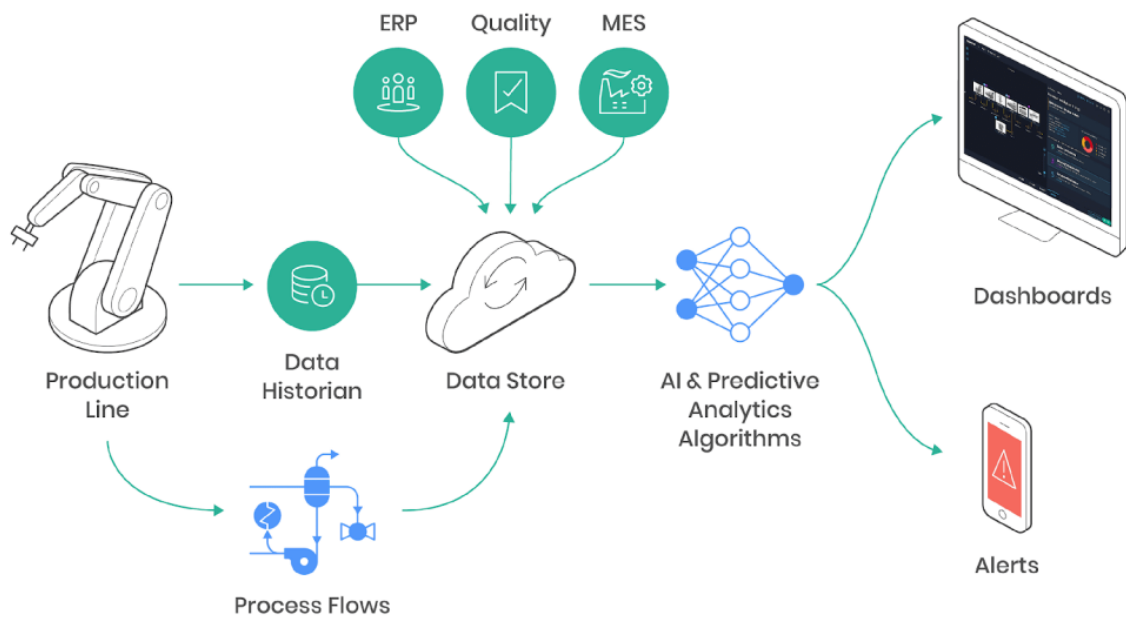 ERP
Quality
MES
Production
Line
Data
Historian
Data Store
AI & Predictive
Analytics
Algorithms
Dashboards
Process Flows
Alerts